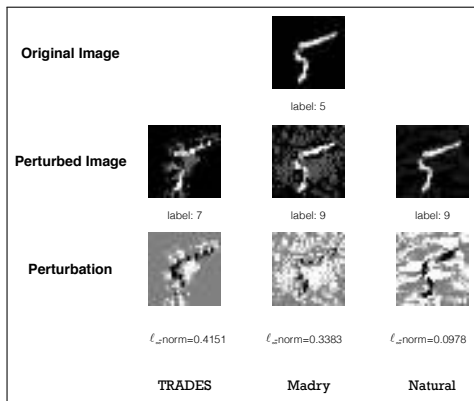 Original Image
label: 5
Perturbed Image
label: 7 label: 9 label: 9
Perturbation
ℓ∞-norm=0.4151 ℓ∞-norm=0.3383 ℓ∞-norm=0.0978
TRADES Madry Natural